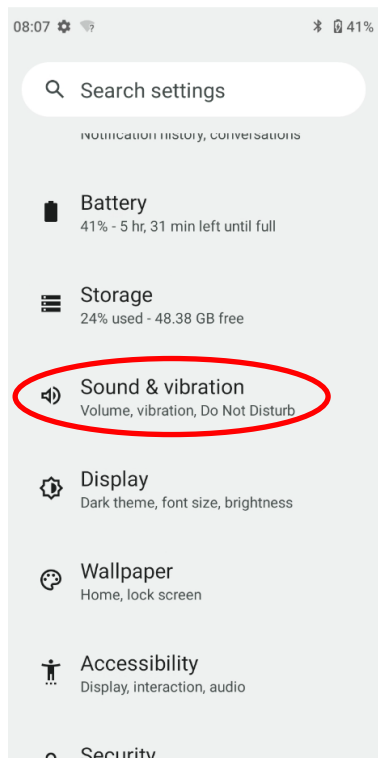 08:07 41%
Search settings
Notification history, conversations
Battery
41% - 5 hr, 31 min left until full
Storage
24% used - 48.38 GB free
Sound & vibration
Volume, vibration, Do Not Disturb
Display
Dark theme, font size, brightness
Wallpaper
Home, lock screen
Accessibility
Display, interaction, audio
Security